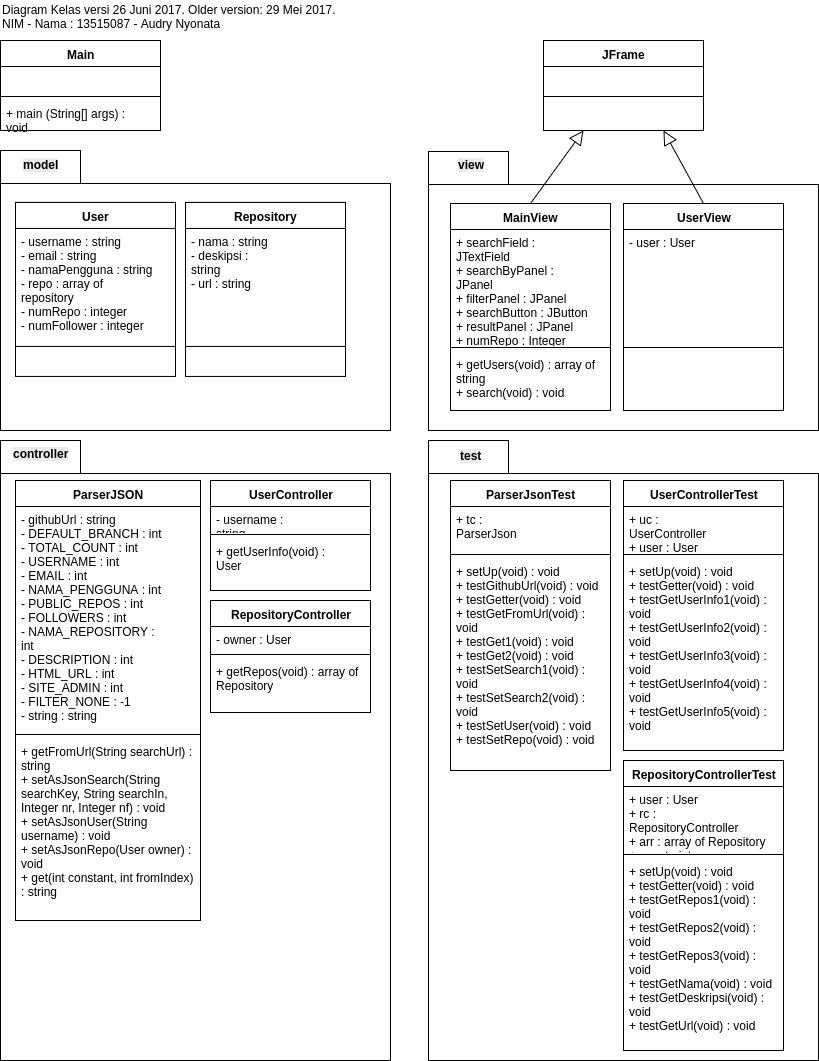 Diagram Kelas versi 26 Juni 2017. Older version: 29 Mei 2017.
NIM - Nama : 13515087 - Audry Nyonata
Main
+ main (String[] args) :
void
JFrame
model
User
- username : string
- email : string
- namaPengguna : string
- repo : array of
repository
- numRepo : integer
- numFollower : integer
Repository
- nama : string
- deskipsi :
string
- url : string
view
MainView
+ searchField :
JTextField
+ searchByPanel :
JPanel
+ filterPanel : JPanel
+ searchButton : JButton
+ resultPanel : JPanel
+ numRepo : Integer
+ getUsers(void) : array of
string
+ search(void) : void
UserView
- user : User
controller
ParserJSON
- githubUrl : string
- DEFAULT_BRANCH : int
- TOTAL_COUNT : int
- USERNAME : int
- EMAIL : int
- NAMA_PENGGUNA : int
- PUBLIC_REPOS : int
- FOLLOWERS : int
- NAMA_REPOSITORY :
int
- DESCRIPTION : int
- HTML_URL : int
- SITE_ADMIN : int
- FILTER_NONE : -1
- string : string
+ getFromUrl(String searchUrl) :
string
+ setAsJsonSearch(String
searchKey, String searchIn,
Integer nr, Integer nf) : void
+ setAsJsonUser(String
username) : void
+ setAsJsonRepo(User owner) :
void
+ get(int constant, int fromIndex)
: string
UserController
- username :
string
+ getUserInfo(void) :
User
RepositoryController
- owner : User
+ getRepos(void) : array of
Repository
test
ParserJsonTest
+ tc :
ParserJson
+ setUp(void) : void
+ testGithubUrl(void) : void
+ testGetter(void) : void
+ testGetFromUrl(void) :
void
+ testGet1(void) : void
+ testGet2(void) : void
+ testSetSearch1(void) :
void
+ testSetSearch2(void) :
void
+ testSetUser(void) : void
+ testSetRepo(void) : void
UserControllerTest
+ uc :
UserController
+ user : User
+ setUp(void) : void
+ testGetter(void) : void
+ testGetUserInfo1(void) :
void
+ testGetUserInfo2(void) :
void
+ testGetUserInfo3(void) :
void
+ testGetUserInfo4(void) :
void
+ testGetUserInfo5(void) :
void
RepositoryControllerTest
+ user : User
+ rc :
RepositoryController
+ arr : array of Repository
+ setUp(void) : void
+ testGetter(void) : void
+ testGetRepos1(void) :
void
+ testGetRepos2(void) :
void
+ testGetRepos3(void) :
void
+ testGetNama(void) : void
+ testGetDeskripsi(void) :
void
+ testGetUrl(void) : void